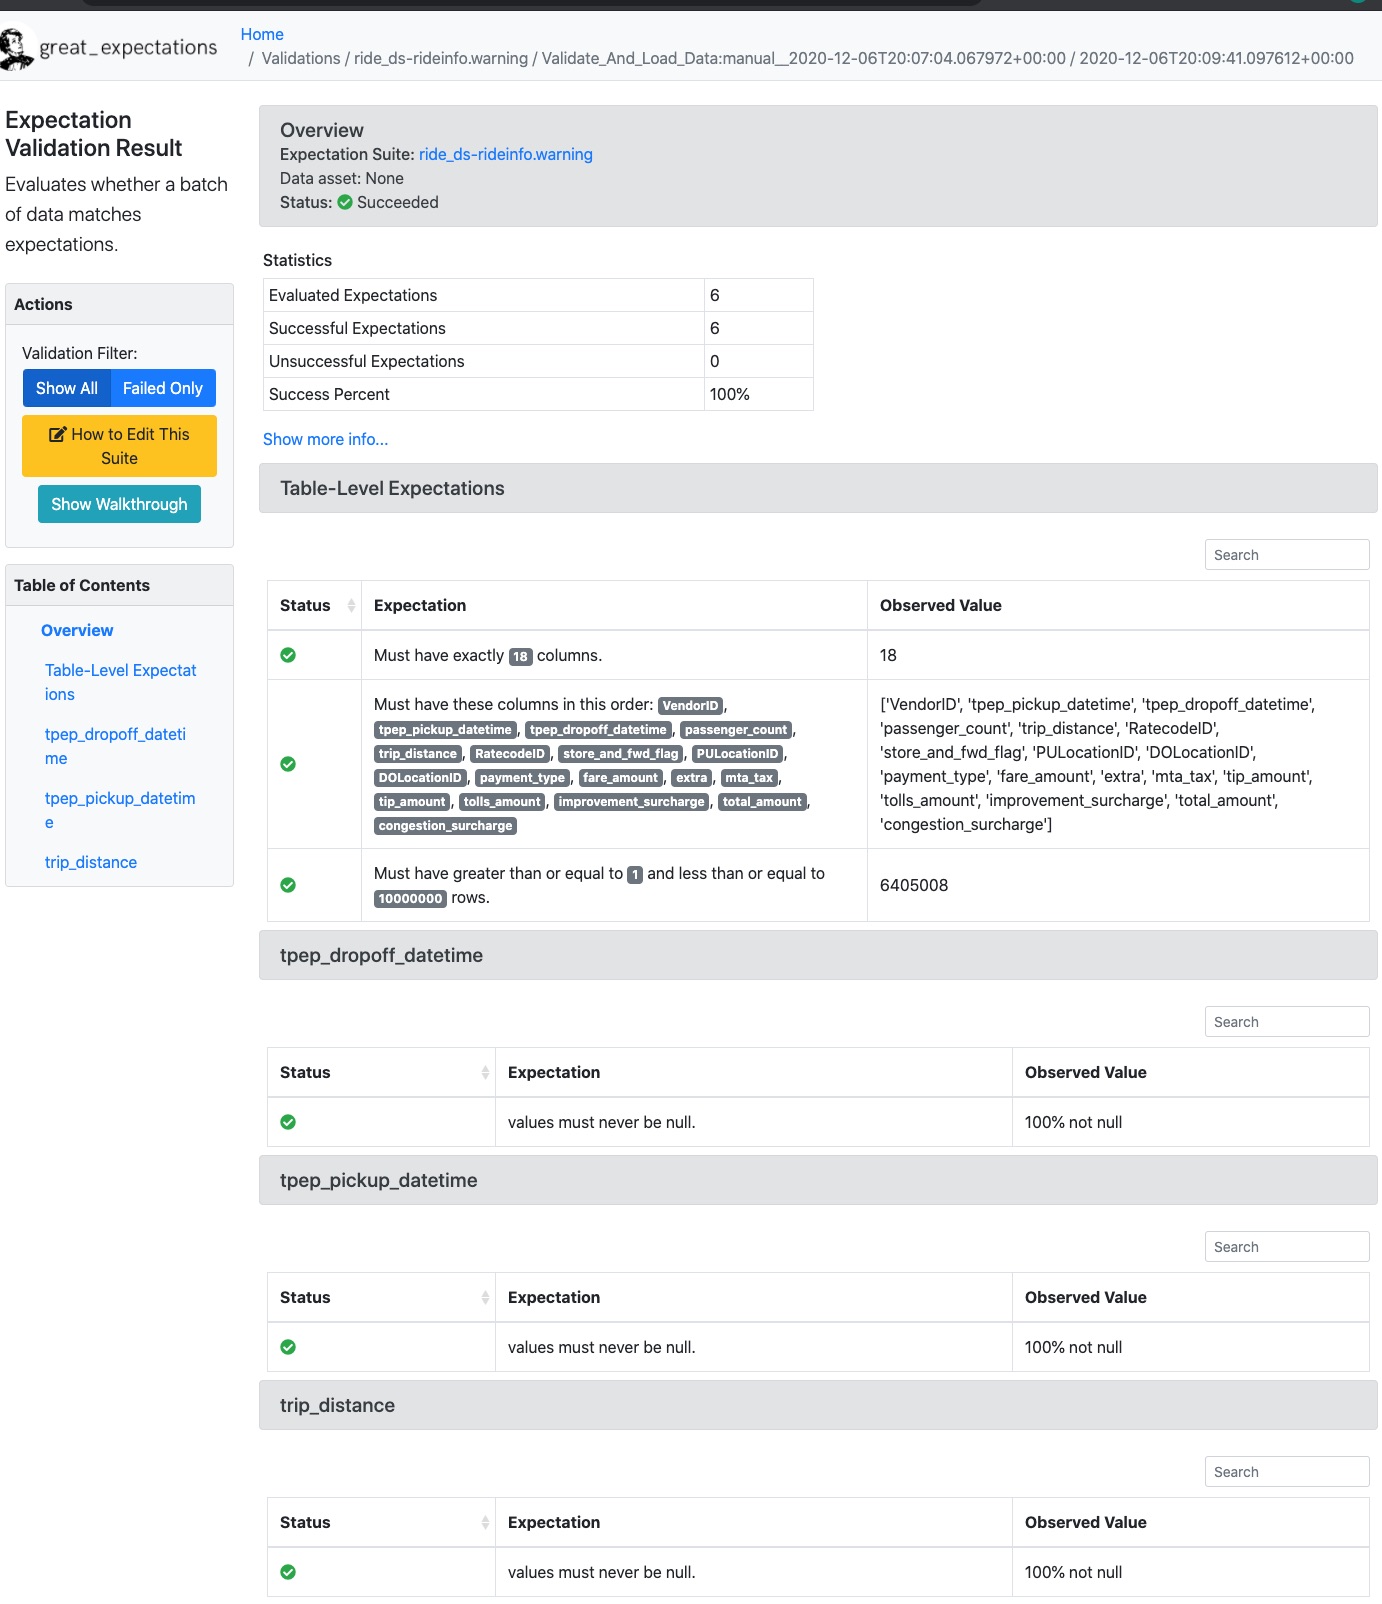 great_expectations
Home
/ Validations / ride_ds-rideinfo.warning / Validate_And_Load_Data:manual__2020-12-06T20:07:04.067972+00:00 / 2020-12-06T20:09:41.097612+00:00
Expectation
Validation Result
Evaluates whether a batch
of data matches
expectations.
Actions
Validation Filter:
Show All Failed Only
How to Edit This
Suite
Show Walkthrough
Table of Contents
Overview
Table-Level Expectat
ions
tpep_dropoff_dateti
me
tpep_pickup_datetim
e
trip_distance
Overview
Expectation Suite: ride_ds-rideinfo.warning
Data asset: None
Status: Succeeded
Statistics
Evaluated Expectations 6
Successful Expectations 6
Unsuccessful Expectations 0
Success Percent 100%
Show more info...
Table-Level Expectations
Search
Status Expectation Observed Value
Must have exactly 18 columns. 18
Must have these columns in this order: VendorID,
tpep_pickup_datetime, tpep_dropoff_datetime, passenger_count,
trip_distance, RatecodeID, store_and_fwd_flag, PULocationID,
DOLocationID, payment_type, fare_amount, extra, mta_tax,
tip_amount, tolls_amount, improvement_surcharge, total_amount,
congestion_surcharge
['VendorID', 'tpep_pickup_datetime', 'tpep_dropoff_datetime',
'passenger_count', 'trip_distance', 'RatecodeID',
'store_and_fwd_flag', 'PULocationID', 'DOLocationID',
'payment_type', 'fare_amount', 'extra', 'mta_tax', 'tip_amount',
'tolls_amount', 'improvement_surcharge', 'total_amount',
'congestion_surcharge']
Must have greater than or equal to 1 and less than or equal to
10000000 rows.
6405008
tpep_dropoff_datetime
Search
Status Expectation Observed Value
values must never be null. 100% not null
tpep_pickup_datetime
Search
Status Expectation Observed Value
values must never be null. 100% not null
trip_distance
Search
Status Expectation Observed Value
values must never be null. 100% not null